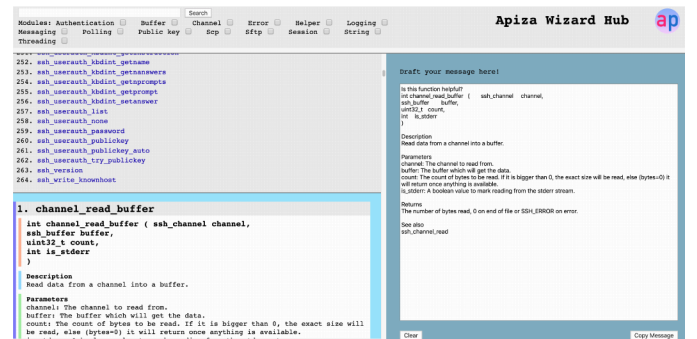 Search
Modules: Authentication Buffer Channel Error Helper Logging
Messaging Polling Public key Scp Sftp Session String
Threading
Apiza Wizard Hub
ap
252. ssh_userauth_kbdint_getname
253. ssh_userauth_kbdint_getnanswers
254. ssh_userauth_kbdint_getnprompts
255. ssh_userauth_kbdint_getprompt
256. ssh_userauth_kbdint_setanswer
257. ssh_userauth_list
258. ssh_userauth_none
259. ssh_userauth_password
260. ssh_userauth_publickey
261. ssh_userauth_publickey_auto
262. ssh_userauth_try_publickey
263. ssh_version
264. ssh_write_knownhost
1. channel_read_buffer
int channel_read_buffer ( ssh_channel channel,
ssh_buffer buffer,
uint32_t count,
int is_stderr
)
Description
Read data from a channel into a buffer.
Parameters
channel: The channel to read from.
buffer: The buffer which will get the data.
count: The count of bytes to be read. If it is bigger than 0, the exact size will
be read, else (bytes=0) it will return once anything is available.
Draft your message here!
Is this function helpful?
int channel_read_buffer ( ssh_channel channel,
ssh_buffer buffer,
uint32_t count,
int is_stderr
)
Description
Read data from a channel into a buffer.
Parameters
channel: The channel to read from.
buffer: The buffer which will get the data.
count: The count of bytes to be read. If it is bigger than 0, the exact size will be read, else (bytes=0) it
will return once anything is available.
is_stderr: A boolean value to mark reading from the stderr stream.
Returns
The number of bytes read, 0 on end of file or SSH_ERROR on error.
See also
ssh_channel_read
Clear
Copy Message